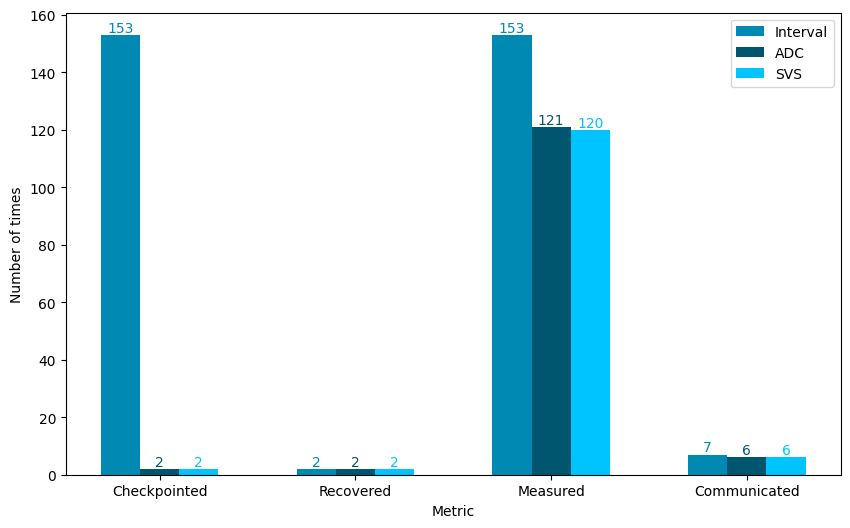 160
140
120
100
80
60
40
20
0
Number of times
153
2
2
2
2
2
153
121
120
7
6
6
Interval
ADC
SVS
Checkpointed
Recovered
Measured
Communicated
Metric